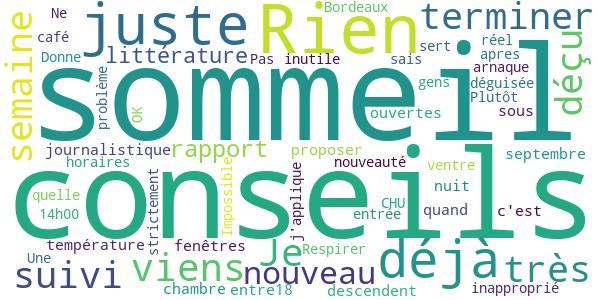 Ne
Bordeaux
semaine
café
juste
Rien
terminer
Donne
littérature
Pas
inutile
sais
sert
réel
apres
arnaque
déçu
problème
OK
sommeil
gens
déguisée
Plutôt
ouvertes
sous
journalistique
rapport
proposer
horaires
nouveauté
ventre
septembre
conseils
quelle
14h00
strictement
Impossible
j'applique
CHU
nuit
entrée
quand
c'est
température
fenêtres
Je
Respirer
déjà
très
Une
suivi
viens
nouveau
chambre
entre18
descendent
inapproprié